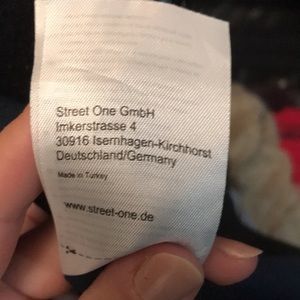 Street One GmbH
Imkerstrasse 4
30916 Isernhagen-Kirchhorst
Deutschland/Germany
Made in Turkey
www.street-one.de